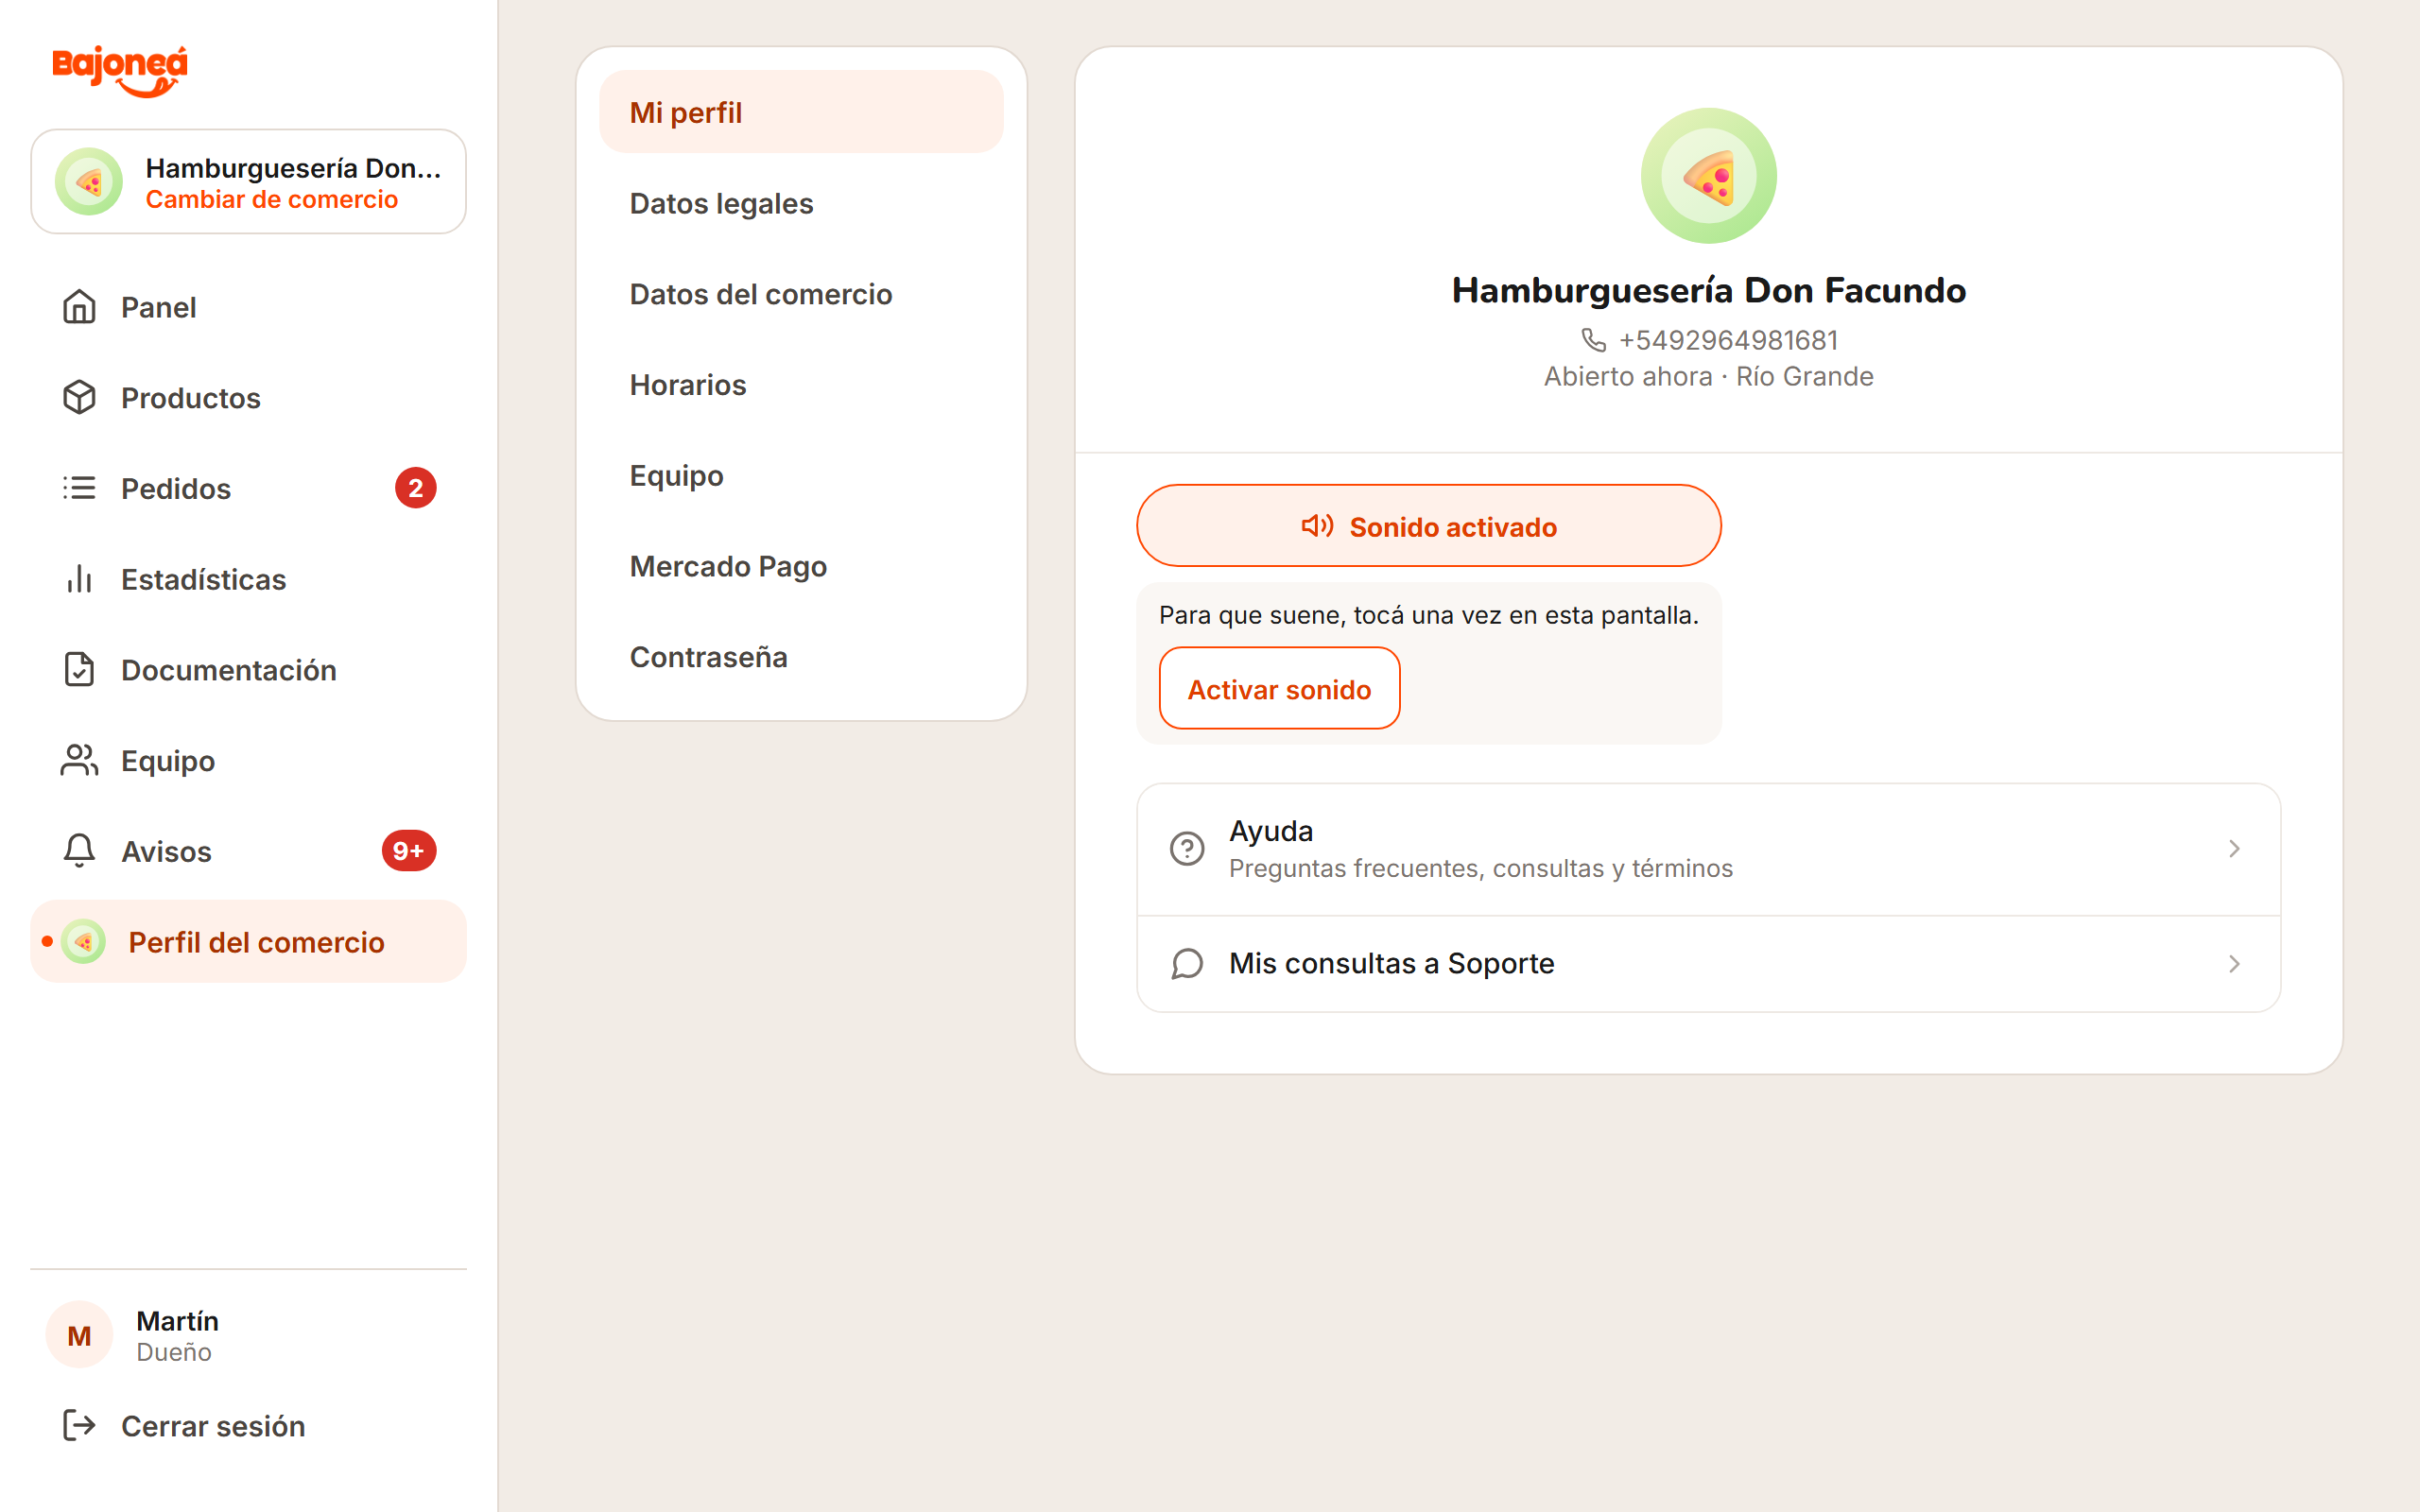 Bajoneá
Hamburguesería Don...
Cambiar de comercio
Panel
Productos
Pedidos 2
Estadísticas
Documentación
Equipo
Avisos 9+
Perfil del comercio
M
Martín
Dueño
Cerrar sesión
Mi perfil
Datos legales
Datos del comercio
Horarios
Equipo
Mercado Pago
Contraseña
Hamburguesería Don Facundo
+5492964981681
Abierto ahora · Río Grande
Sonido activado
Para que suene, tocá una vez en esta pantalla.
Activar sonido
Ayuda
Preguntas frecuentes, consultas y términos
Mis consultas a Soporte